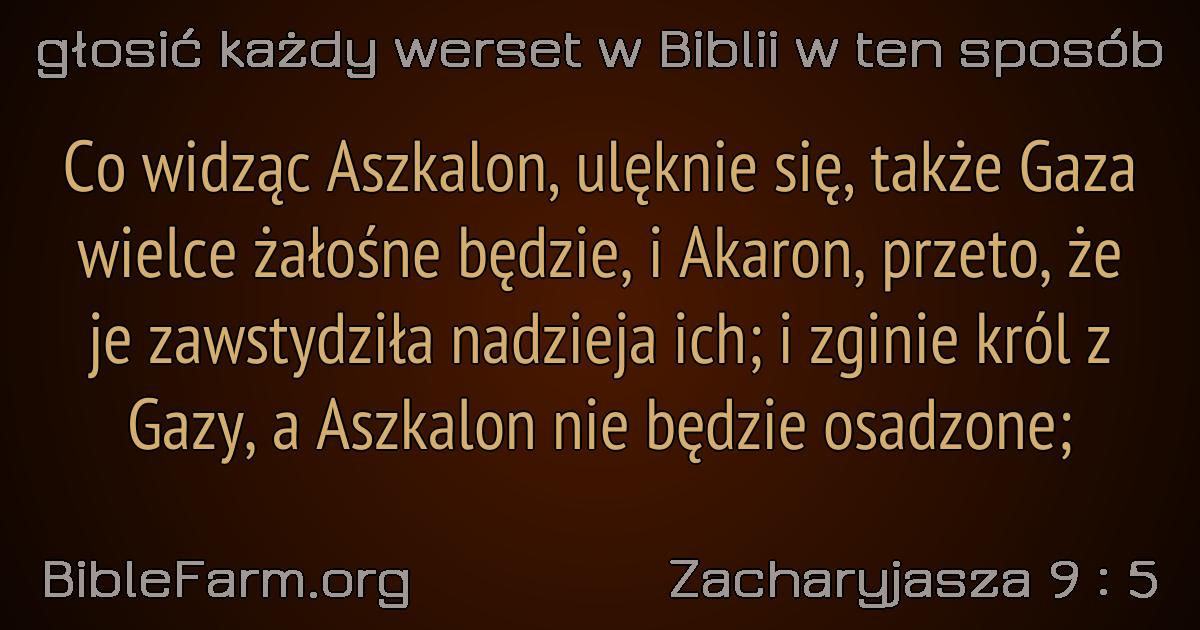 głosić każdy werset w Biblii w ten sposób
Co widząc Aszkalon, ulęknie się, także Gaza
wielce żałośne będzie, i Akaron, przeto, że
je zawstydziła nadzieja ich; i zginie król z
Gazy, a Aszkalon nie będzie osadzone;
BibleFarm.org
Zacharyjasza 9 : 5